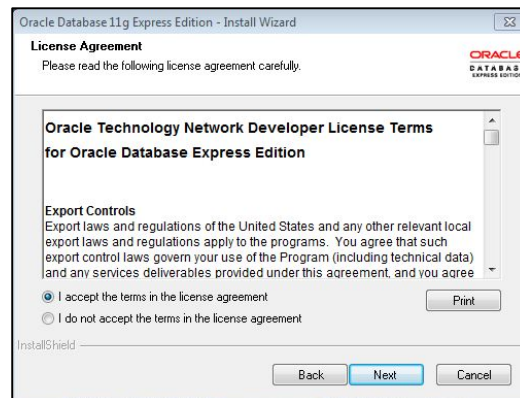 Oracle Database 11g Express Edition - Install Wizard
License Agreement
Please read the following license agreement carefully.
ORACLE
DATABASE
EXPRESS EDITION
Oracle Technology Network Developer License Terms
for Oracle Database Express Edition
Export Controls
Export laws and regulations of the United States and any other relevant local
export laws and regulations apply to the programs. You agree that such
export control laws govern your use of the Program (including technical data)
and any services deliverables provided under this agreement, and you agree
I accept the terms in the license agreement
Print
I do not accept the terms in the license agreement
InstallShield
Back
Next
Cancel